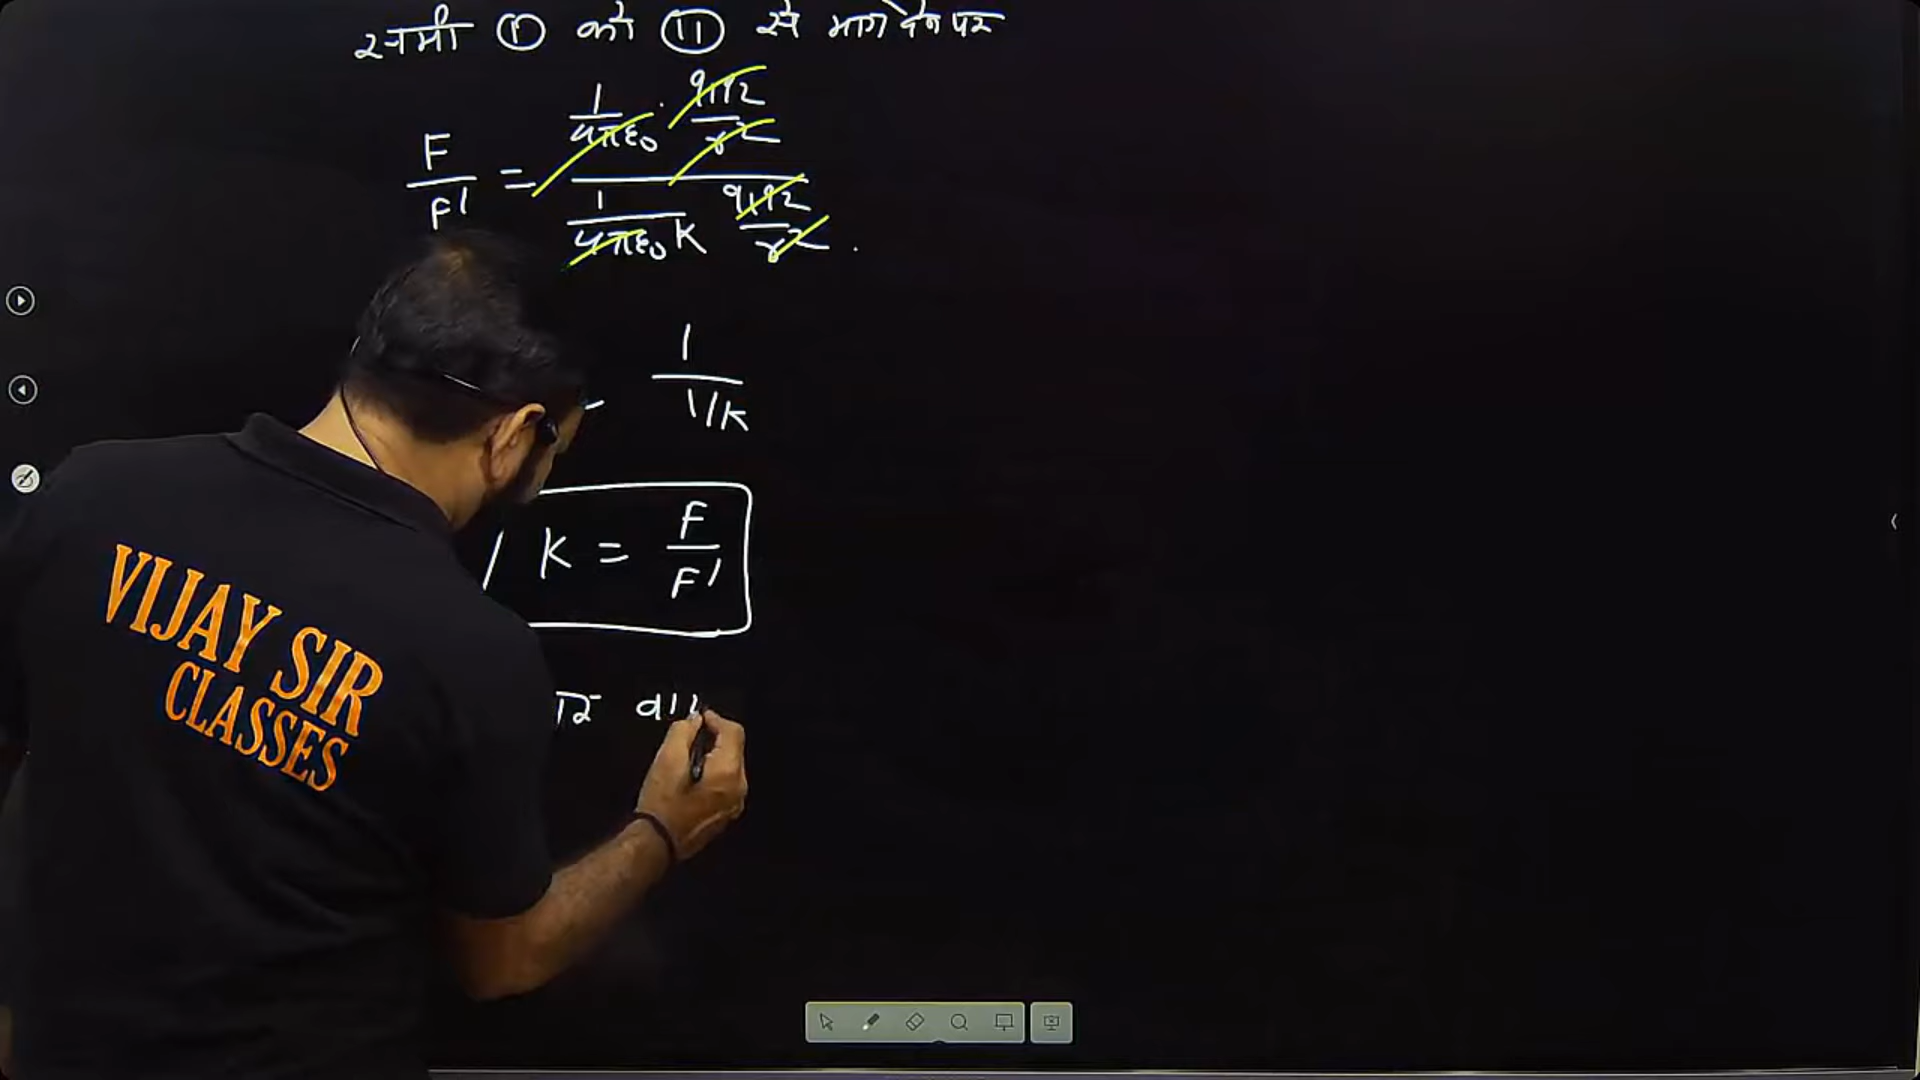 समी (I) को (II) से भाग देने पर
F/F' = (1/4πε₀ · q₁q₂/r²) / (1/4πε₀K q₁q₂/r²)
1/(1/K)
K = F/F'
VIJAY SIR
CLASSES